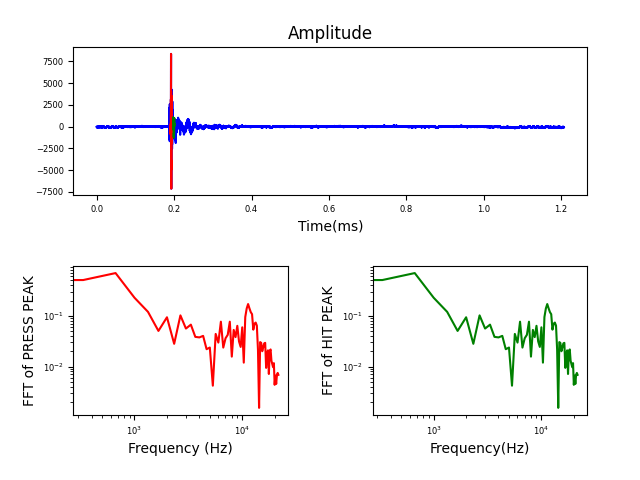 Amplitude
7500
5000
2500
0
−2500
−5000
−7500
0.0 0.2 0.4 0.6 0.8 1.0 1.2
Time(ms)
FFT of PRESS PEAK
10⁻¹
10⁻²
10³ 10⁴
Frequency (Hz)
FFT of HIT PEAK
10⁻¹
10⁻²
10³ 10⁴
Frequency(Hz)